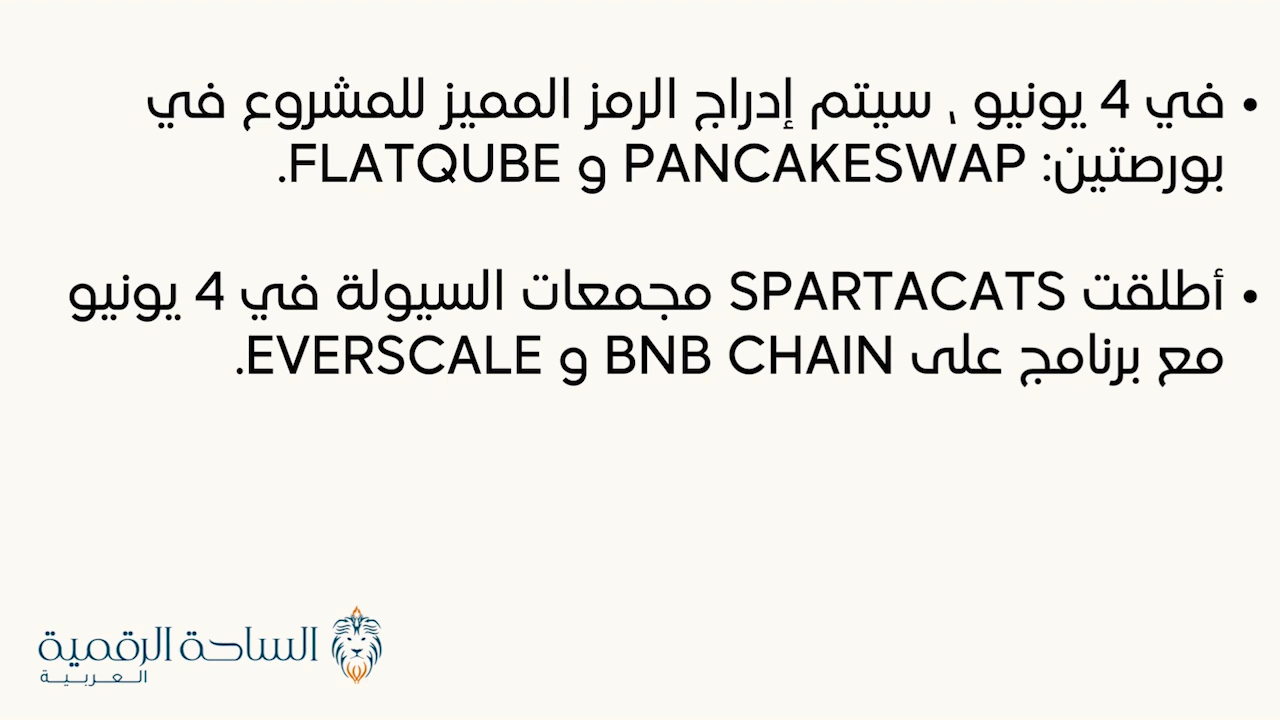 • في 4 يونيو ، سيتم إدراج الرمز المميز للمشروع في
بورصتين: PANCAKESWAP و FLATQUBE.
• أطلقت SPARTACATS مجمعات السيولة في 4 يونيو
مع برنامج على BNB CHAIN و EVERSCALE.
الساحة الرقمية
العربية